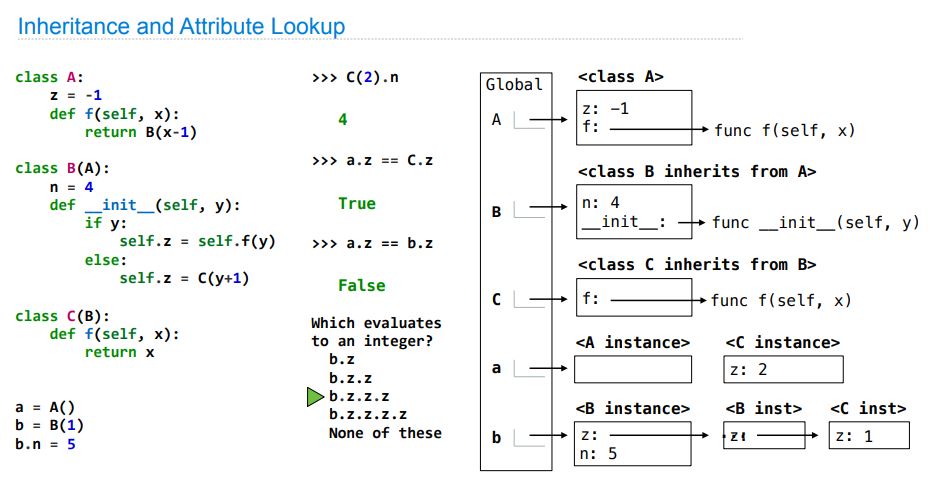 Inheritance and Attribute Lookup
class A:
    z = -1
    def f(self, x):
        return B(x-1)
class B(A):
    n = 4
    def __init__(self, y):
        if y:
            self.z = self.f(y)
        else:
            self.z = C(y+1)
class C(B):
    def f(self, x):
        return x
a = A()
b = B(1)
b.n = 5
>>> C(2).n
4
>>> a.z == C.z
True
>>> a.z == b.z
False
Which evaluates
to an integer?
b.z
b.z.z
b.z.z.z
b.z.z.z.z
None of these
Global
A
B
C
a
b
<class A>
z: −1
f:
func f(self, x)
<class B inherits from A>
n: 4
__init__:
func __init__(self, y)
<class C inherits from B>
f:
func f(self, x)
<A instance>
<C instance>
z: 2
<B instance>
<B inst>
<C inst>
z:
n: 5
z:
z: 1